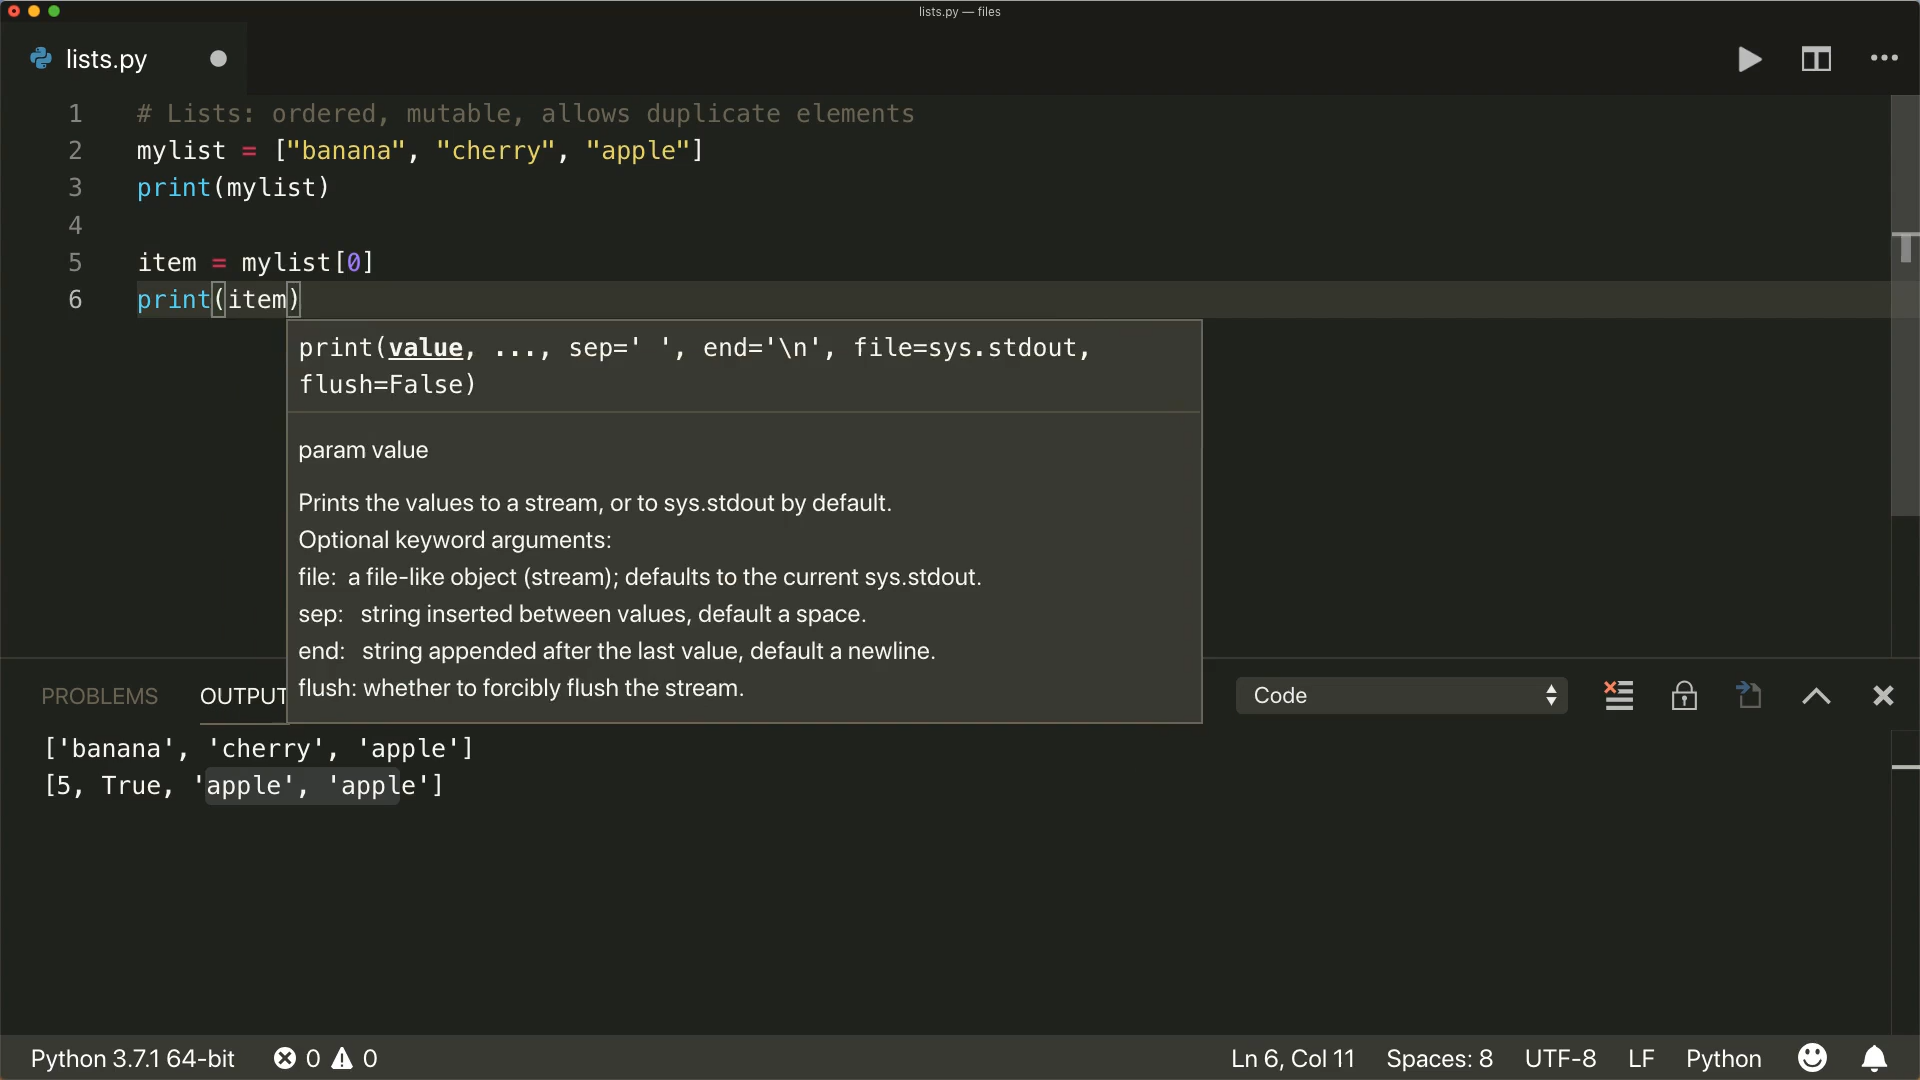 lists.py — files
lists.py
1 # Lists: ordered, mutable, allows duplicate elements
2 mylist = ["banana", "cherry", "apple"]
3 print(mylist)
4
5 item = mylist[0]
6 print(item)
print(value, ..., sep=' ', end='\n', file=sys.stdout,
flush=False)
param value
Prints the values to a stream, or to sys.stdout by default.
Optional keyword arguments:
file: a file-like object (stream); defaults to the current sys.stdout.
sep: string inserted between values, default a space.
end: string appended after the last value, default a newline.
flush: whether to forcibly flush the stream.
PROBLEMS OUTPUT Code
['banana', 'cherry', 'apple']
[5, True, 'apple', 'apple']
Python 3.7.1 64-bit 0 0 Ln 6, Col 11 Spaces: 8 UTF-8 LF Python